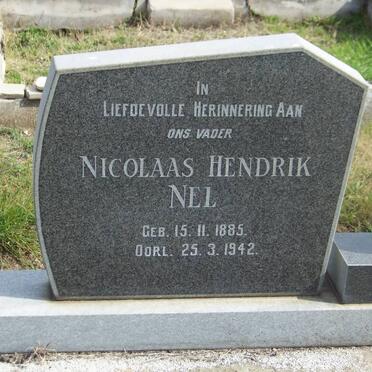 IN
LIEFDEVOLLE HERINNERING AAN
ONS VADER
NICOLAAS HENDRIK
NEL
GEB. 15. 11. 1885.
OORL. 25. 3. 1942.